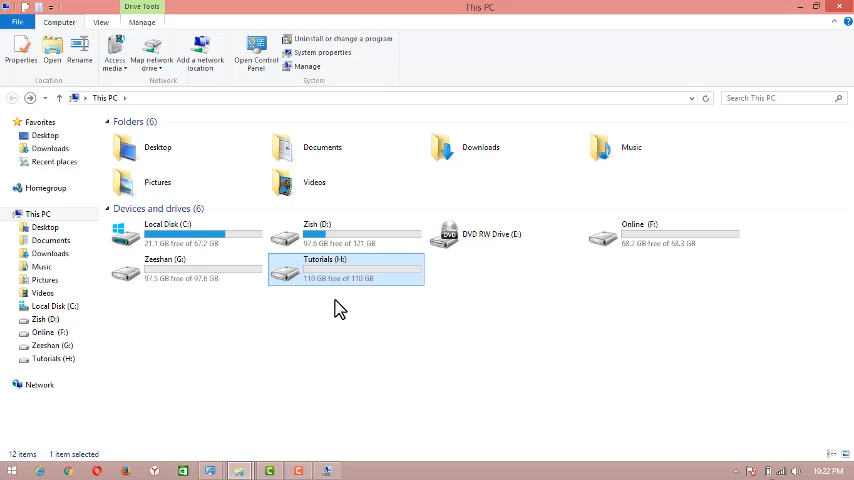 Drive Tools
This PC
File Computer View Manage
Properties Open Rename
Location
Access media Map network drive Add a network location
Network
Open Control Panel
Uninstall or change a program
System properties
Manage
System
This PC
Search This PC
Favorites
Desktop
Downloads
Recent places
Homegroup
This PC
Desktop
Documents
Downloads
Music
Pictures
Videos
Local Disk (C:)
Zish (D:)
Online (F:)
Zeeshan (G:)
Tutorials (H:)
Network
Folders (6)
Desktop Documents Downloads Music
Pictures Videos
Devices and drives (6)
Local Disk (C:)
21.1 GB free of 67.2 GB
Zish (D:)
97.6 GB free of 121 GB
DVD
DVD RW Drive (E:)
Online (F:)
68.2 GB free of 68.3 GB
Zeeshan (G:)
97.5 GB free of 97.6 GB
Tutorials (H:)
110 GB free of 110 GB
12 items 1 item selected
10:22 PM